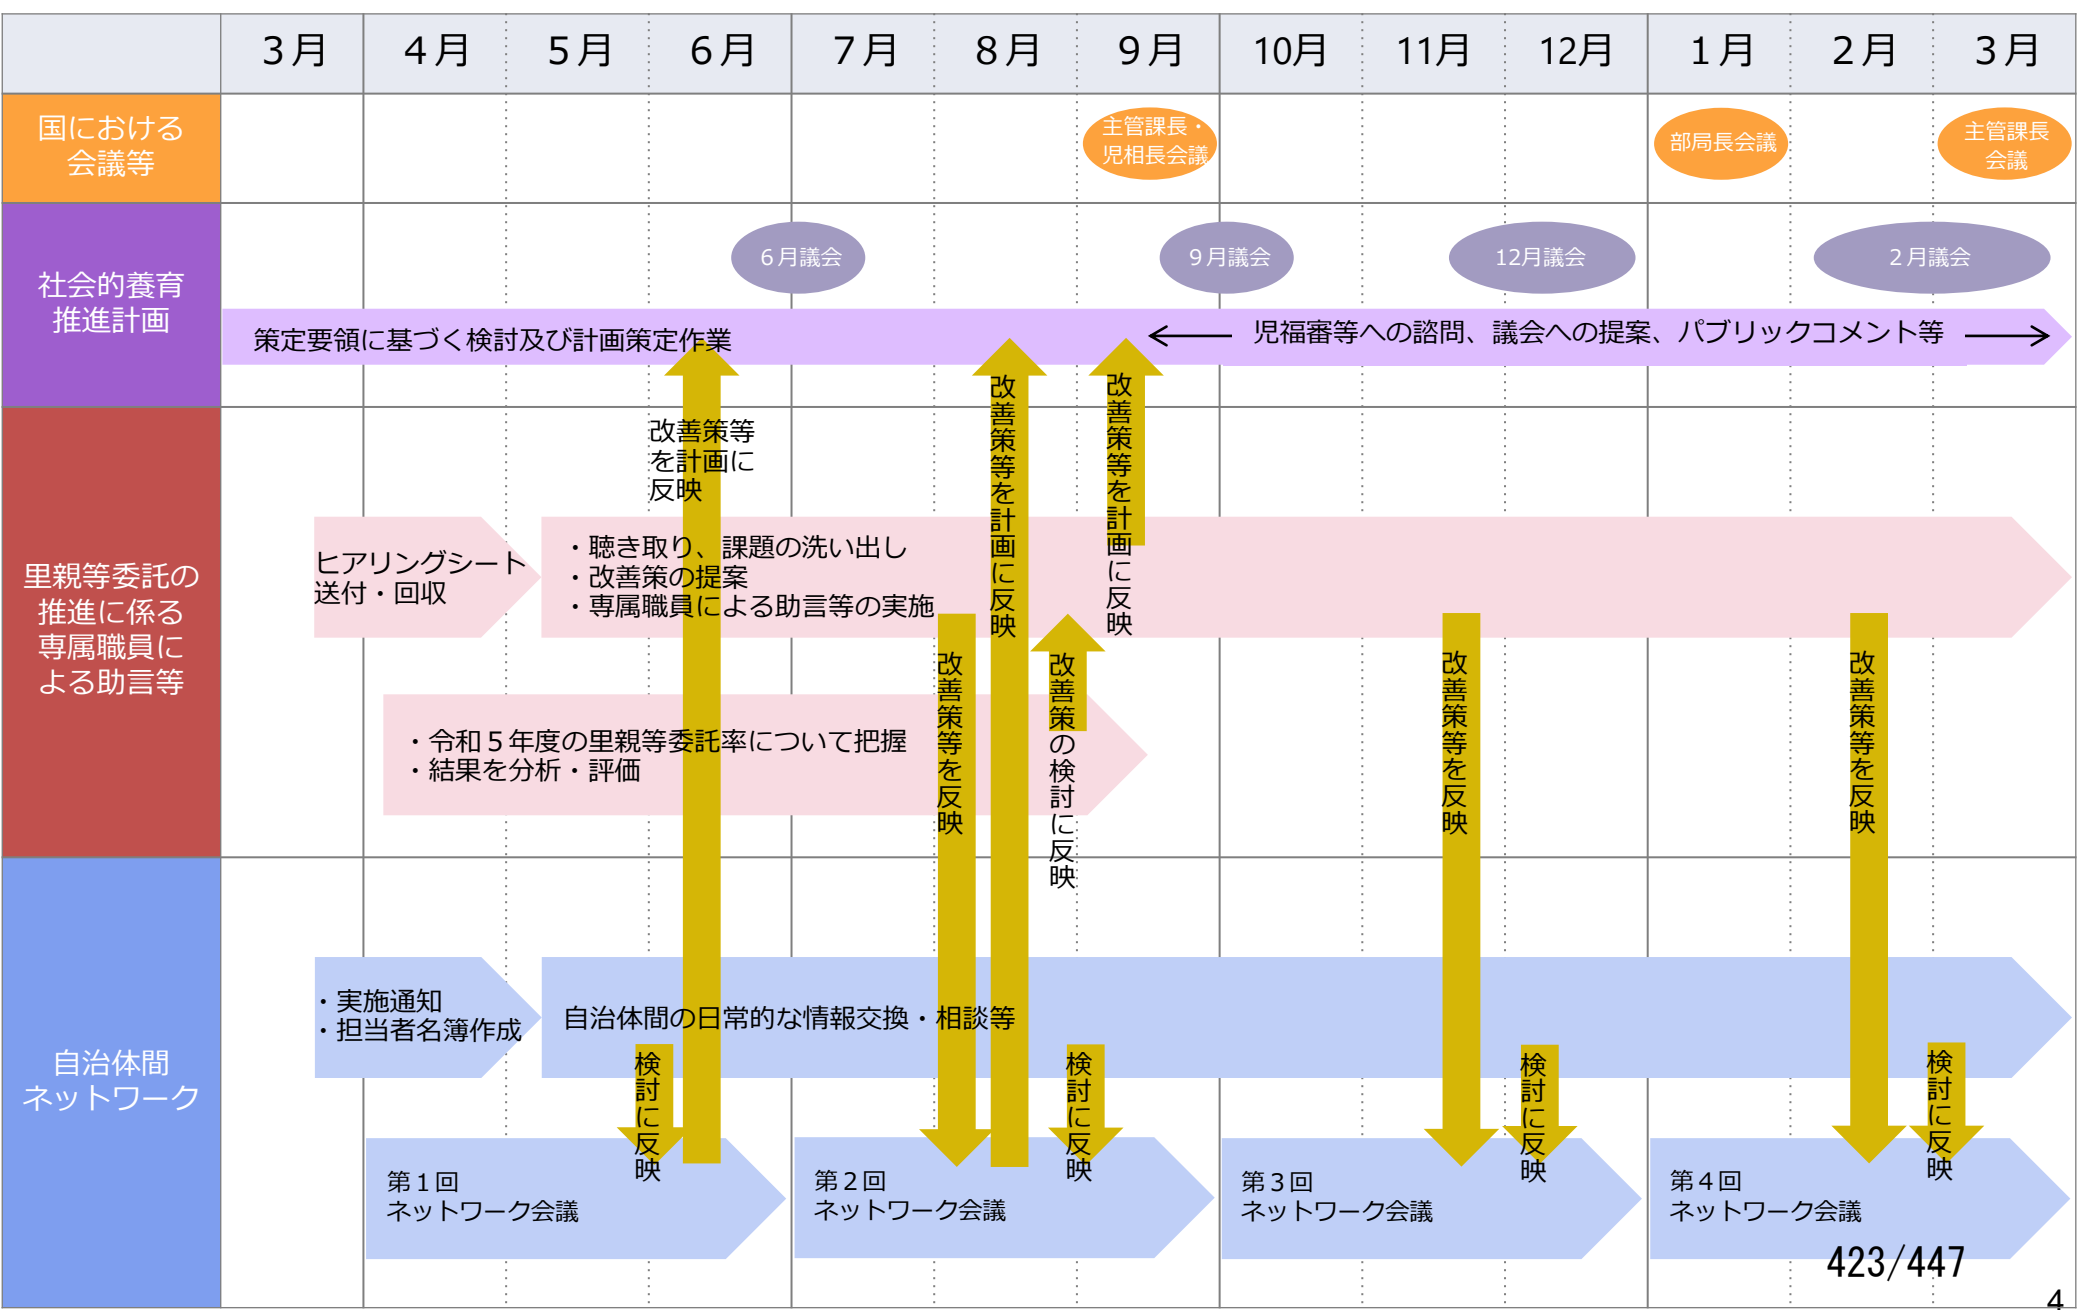 ３月
４月
５月
６月
７月
８月
９月
10月
11月
12月
１月
２月
３月
国における
会議等
主管課長・
児相長会議
部局長会議
主管課長
会議
社会的養育
推進計画
６月議会
９月議会
12月議会
２月議会
策定要領に基づく検討及び計画策定作業
児福審等への諮問、議会への提案、パブリックコメント等
里親等委託の
推進に係る
専属職員に
よる助言等
改善策等
を計画に
反映
改善策等を計画に反映
改善策等を計画に反映
ヒアリングシート
送付・回収
・聴き取り、課題の洗い出し
・改善策の提案
・専属職員による助言等の実施
・令和５年度の里親等委託率について把握
・結果を分析・評価
改善策等を反映
改善策の検討に反映
改善策等を反映
改善策等を反映
自治体間
ネットワーク
・実施通知
・担当者名簿作成
自治体間の日常的な情報交換・相談等
検討に反映
検討に反映
検討に反映
検討に反映
第１回
ネットワーク会議
第２回
ネットワーク会議
第３回
ネットワーク会議
第４回
ネットワーク会議
423/447
4